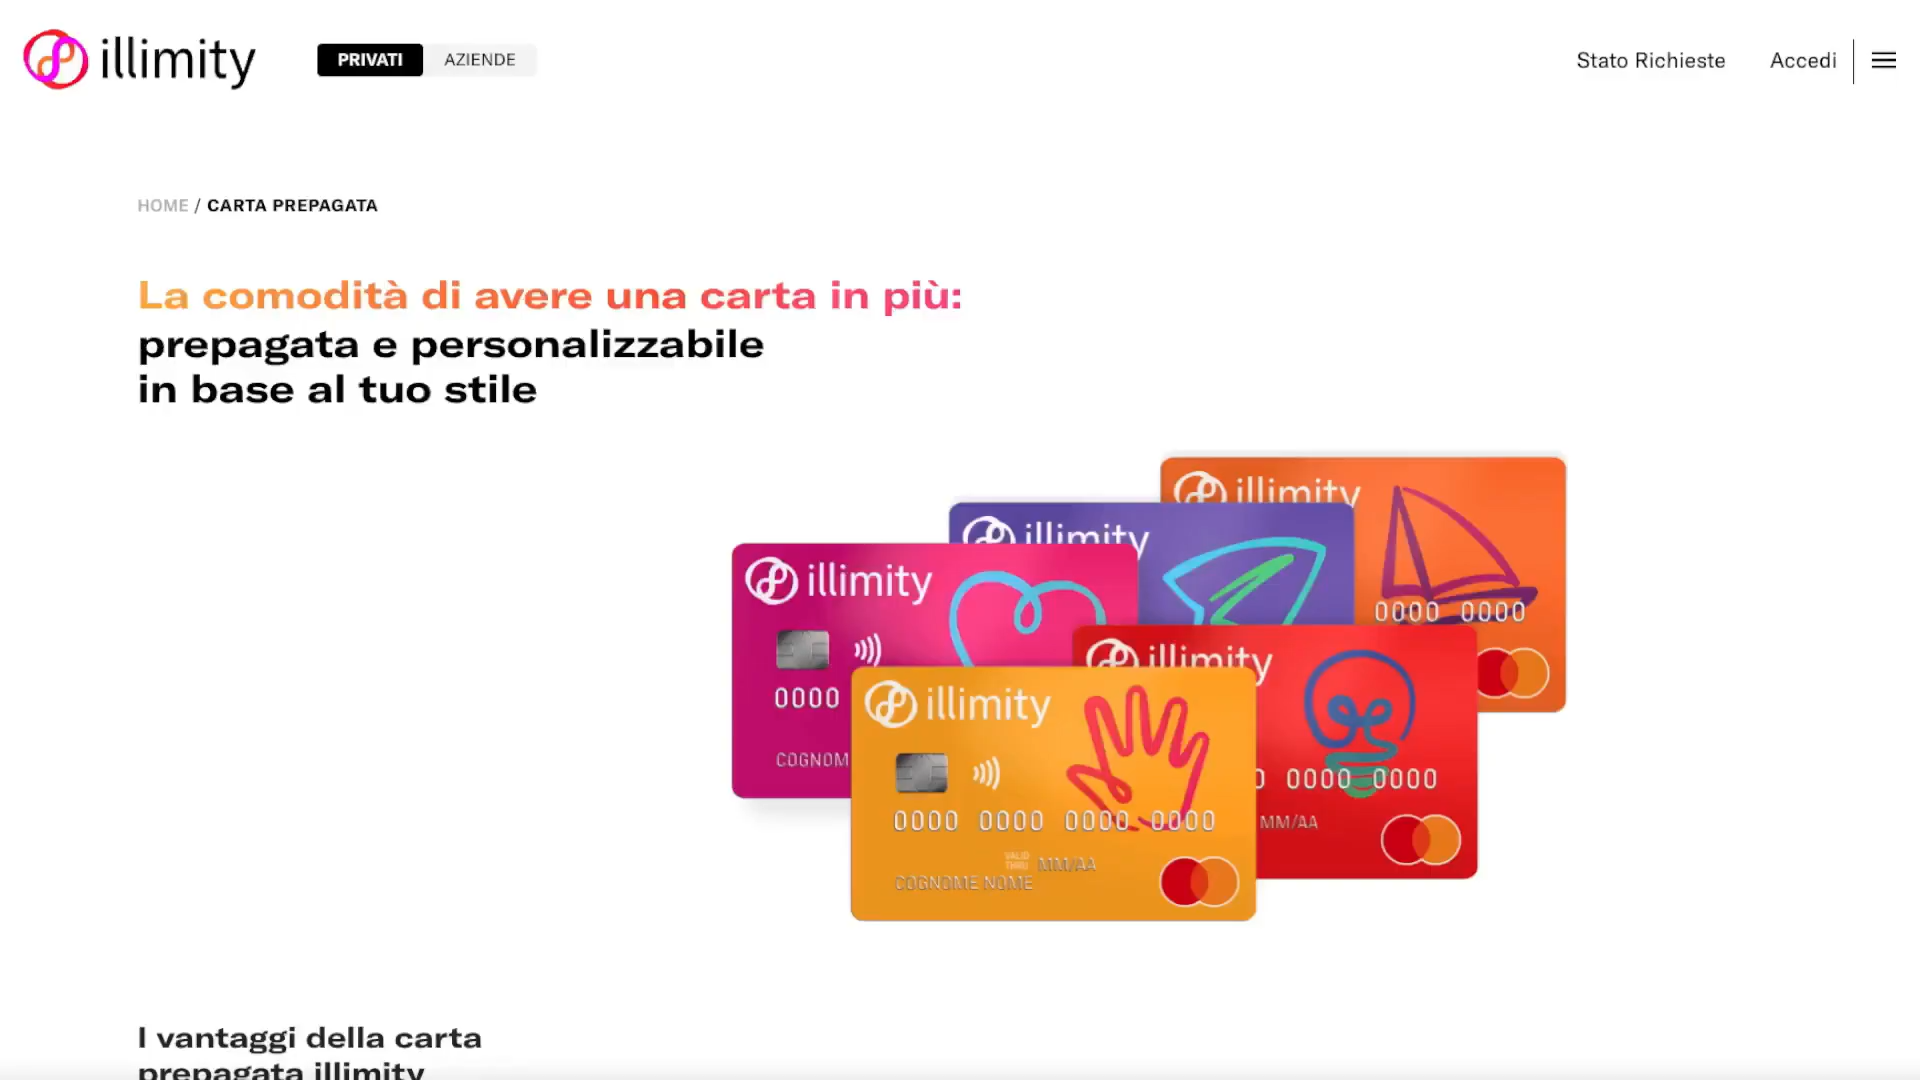 illimity
PRIVATI
AZIENDE
Stato Richieste
Accedi
HOME / CARTA PREPAGATA
La comodità di avere una carta in più:
prepagata e personalizzabile
in base al tuo stile
illimity
0000 0000
illimity
illimity
0000
COGNOM
illimity
0000 0000
MM/AA
illimity
0000 0000 0000 0000
VALID
THRU
MM/AA
COGNOME NOME
I vantaggi della carta
prepagata illimity